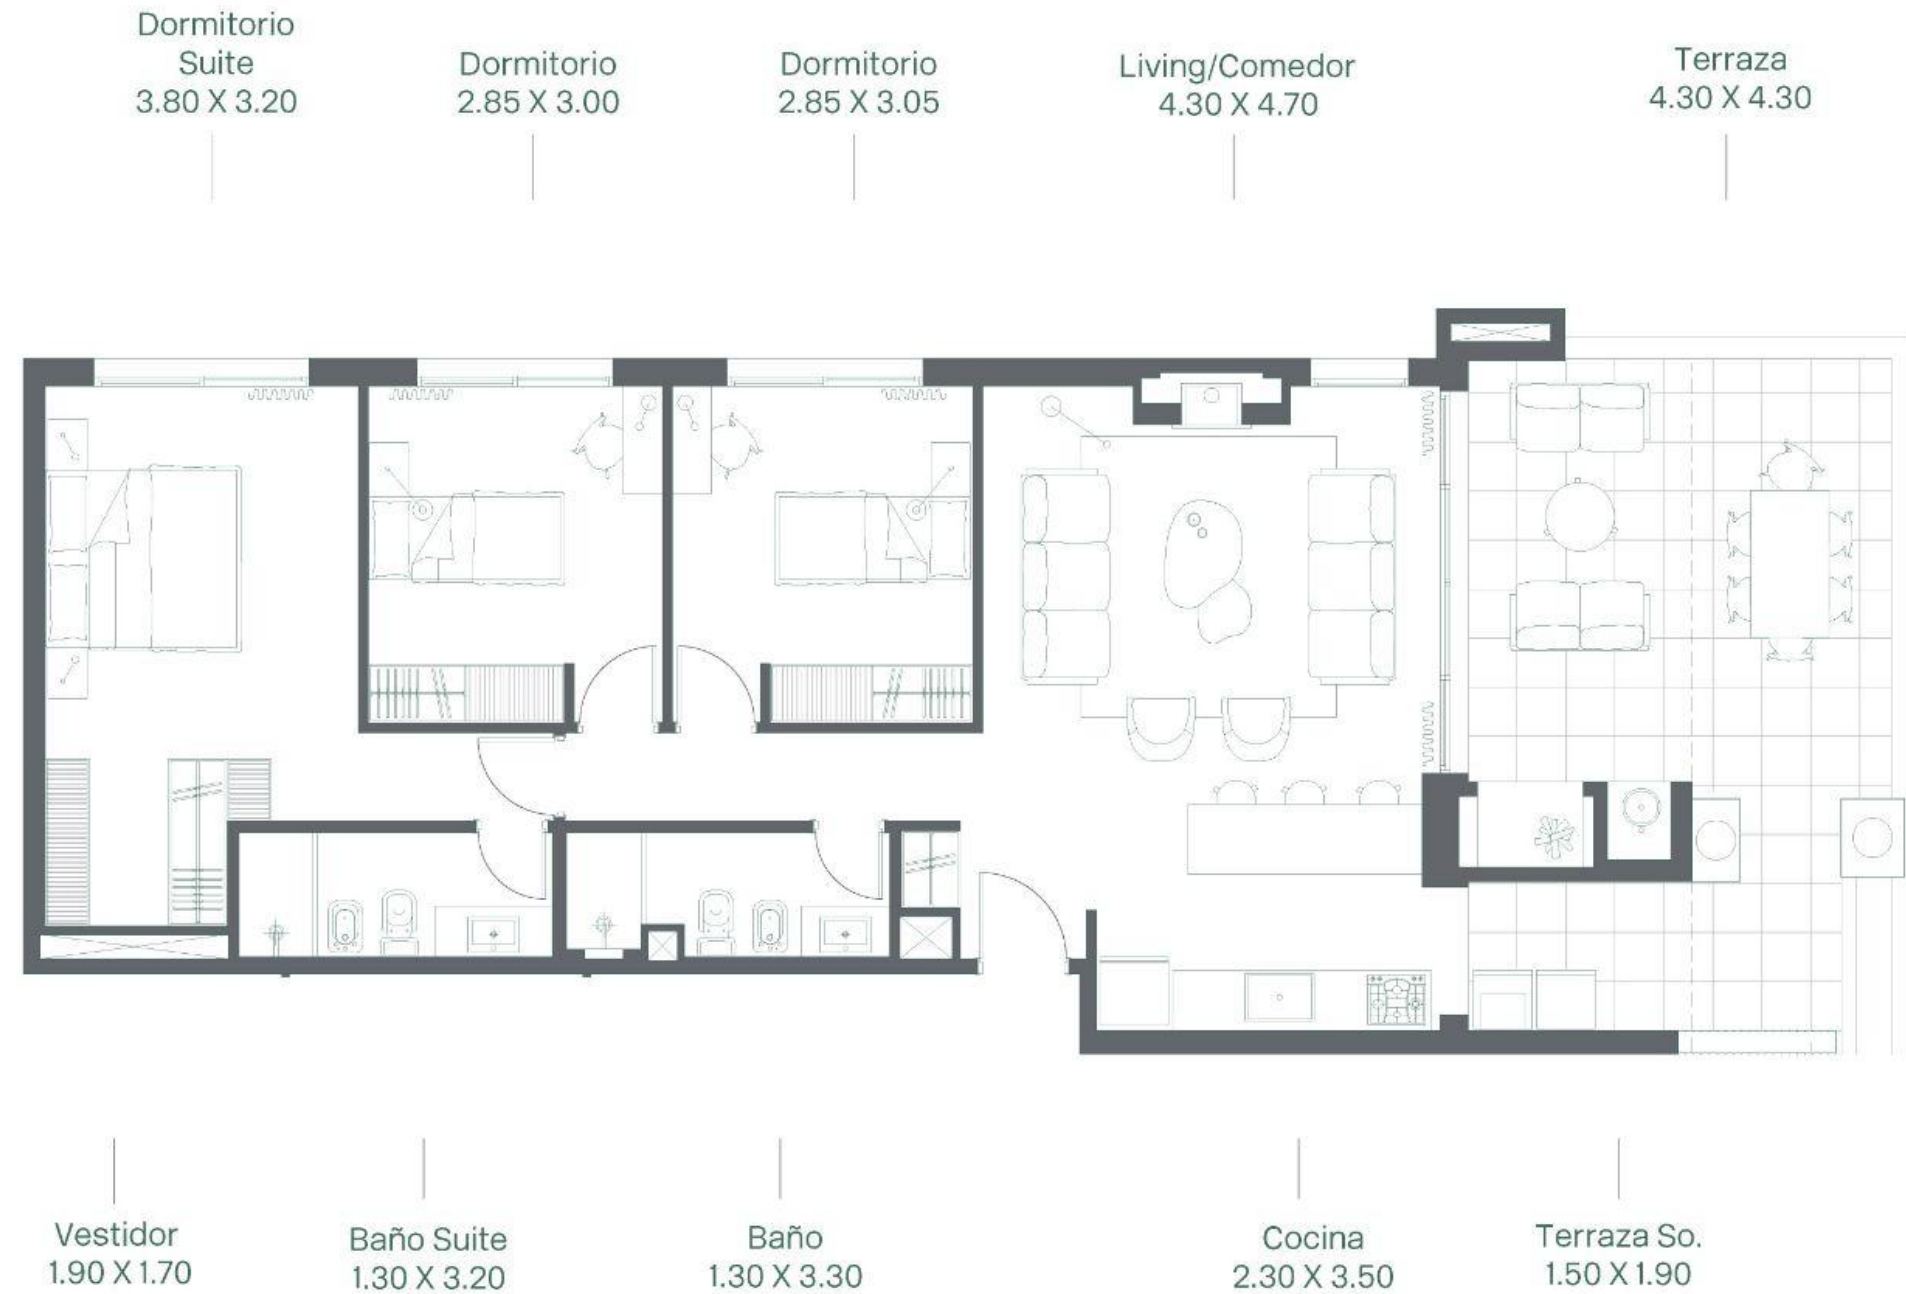 Dormitorio
Suite
3.80 X 3.20
Dormitorio
2.85 X 3.00
Dormitorio
2.85 X 3.05
Living/Comedor
4.30 X 4.70
Terraza
4.30 X 4.30
Vestidor
1.90 X 1.70
Baño Suite
1.30 X 3.20
Baño
1.30 X 3.30
Cocina
2.30 X 3.50
Terraza So.
1.50 X 1.90